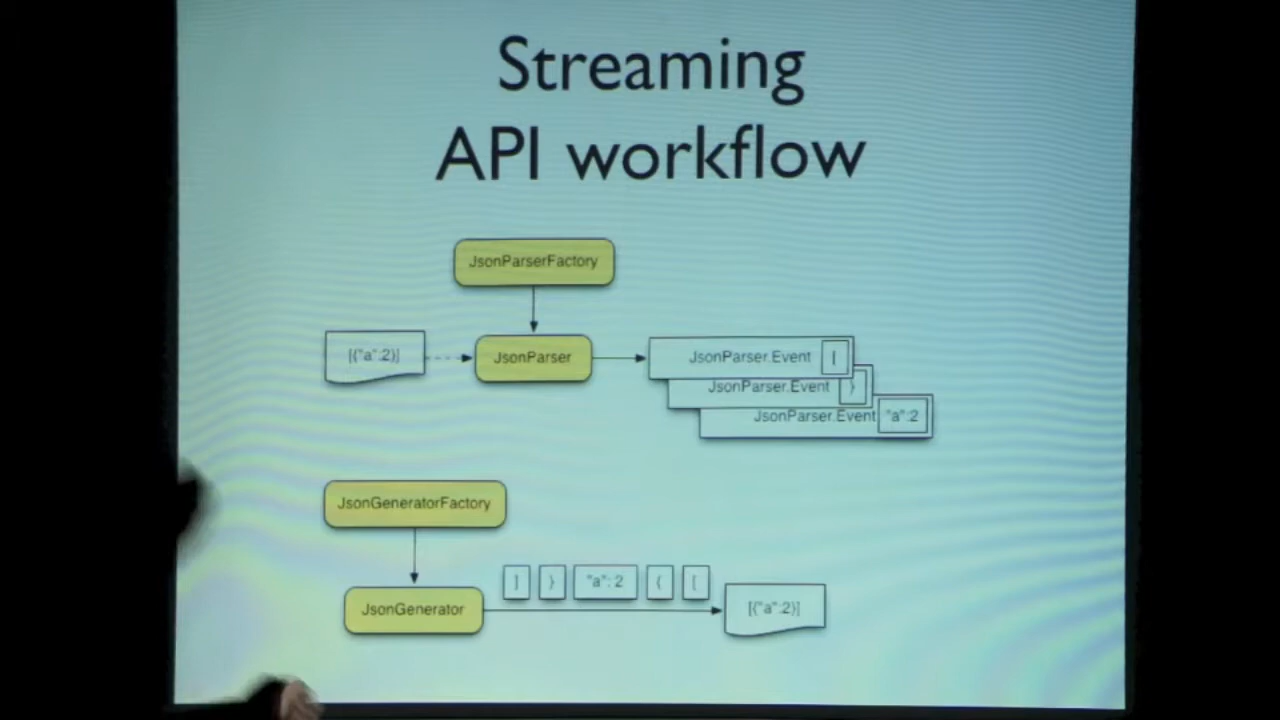 Streaming
API workflow
JsonParserFactory
[{"a":2}]
JsonParser
JsonParser.Event [
JsonParser.Event }
JsonParser.Event "a":2
JsonGeneratorFactory
JsonGenerator
] } "a": 2 { [
[{"a":2}]